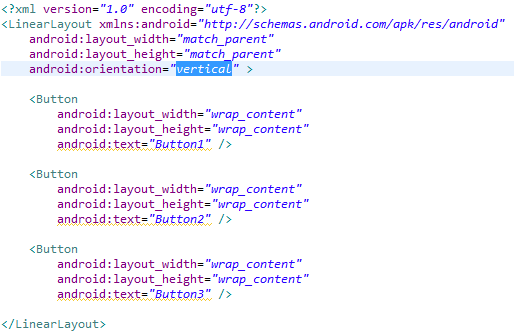 <?xml version="1.0" encoding="utf-8"?>
<LinearLayout xmlns:android="http://schemas.android.com/apk/res/android"
    android:layout_width="match_parent"
    android:layout_height="match_parent"
    android:orientation="vertical" >

    <Button
        android:layout_width="wrap_content"
        android:layout_height="wrap_content"
        android:text="Button1" />

    <Button
        android:layout_width="wrap_content"
        android:layout_height="wrap_content"
        android:text="Button2" />

    <Button
        android:layout_width="wrap_content"
        android:layout_height="wrap_content"
        android:text="Button3" />

</LinearLayout>